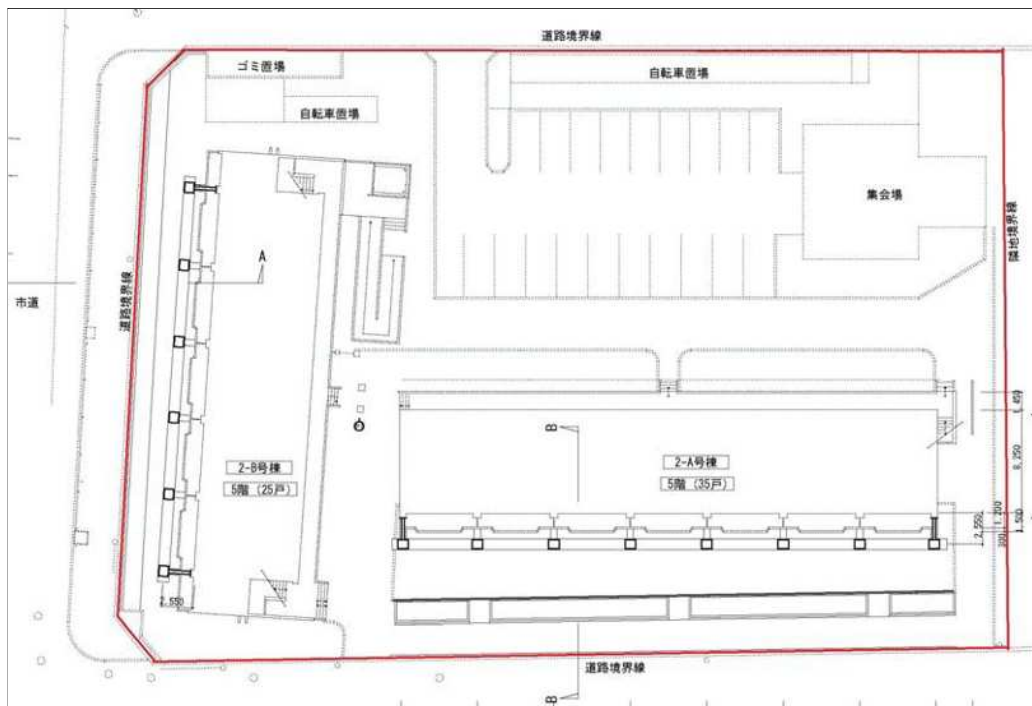 道路境界線
ゴミ置場
自転車置場
自転車置場
集会場
隣地境界線
A
市道
道路境界線
B
2-B号棟
5階 (25戸)
2-A号棟
5階 (35戸)
1,450
8,250
1,200
1,500
300
2,550
2,550
道路境界線
B